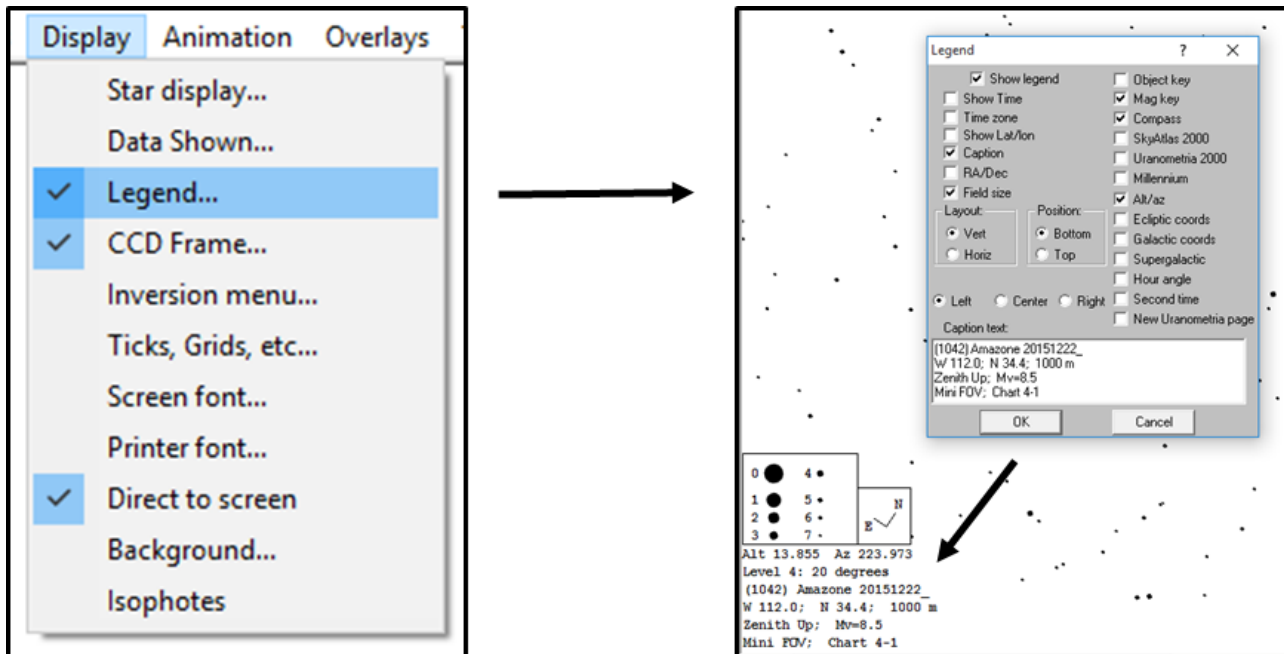 Display Animation Overlays
Star display...
Data Shown...
Legend...
CCD Frame...
Inversion menu...
Ticks, Grids, etc...
Screen font...
Printer font...
Direct to screen
Background...
Isophotes
Legend ? X
Show legend
Show Time
Time zone
Show Lat/lon
Caption
RA/Dec
Field size
Object key
Mag key
Compass
SkyAtlas 2000
Uranometria 2000
Millennium
Alt/az
Ecliptic coords
Galactic coords
Supergalactic
Hour angle
Second time
New Uranometria page
Layout:
Vert
Horiz
Position:
Bottom
Top
Left Center Right
Caption text:
(1042) Amazone 20151222_
W 112.0; N 34.4; 1000 m
Zenith Up; Mv=8.5
Mini FOV; Chart 4-1
OK Cancel
0 4
1 5
2 6
3 7
N
E
Alt 13.855 Az 223.973
Level 4: 20 degrees
(1042) Amazone 20151222_
W 112.0; N 34.4; 1000 m
Zenith Up; Mv=8.5
Mini FOV; Chart 4-1